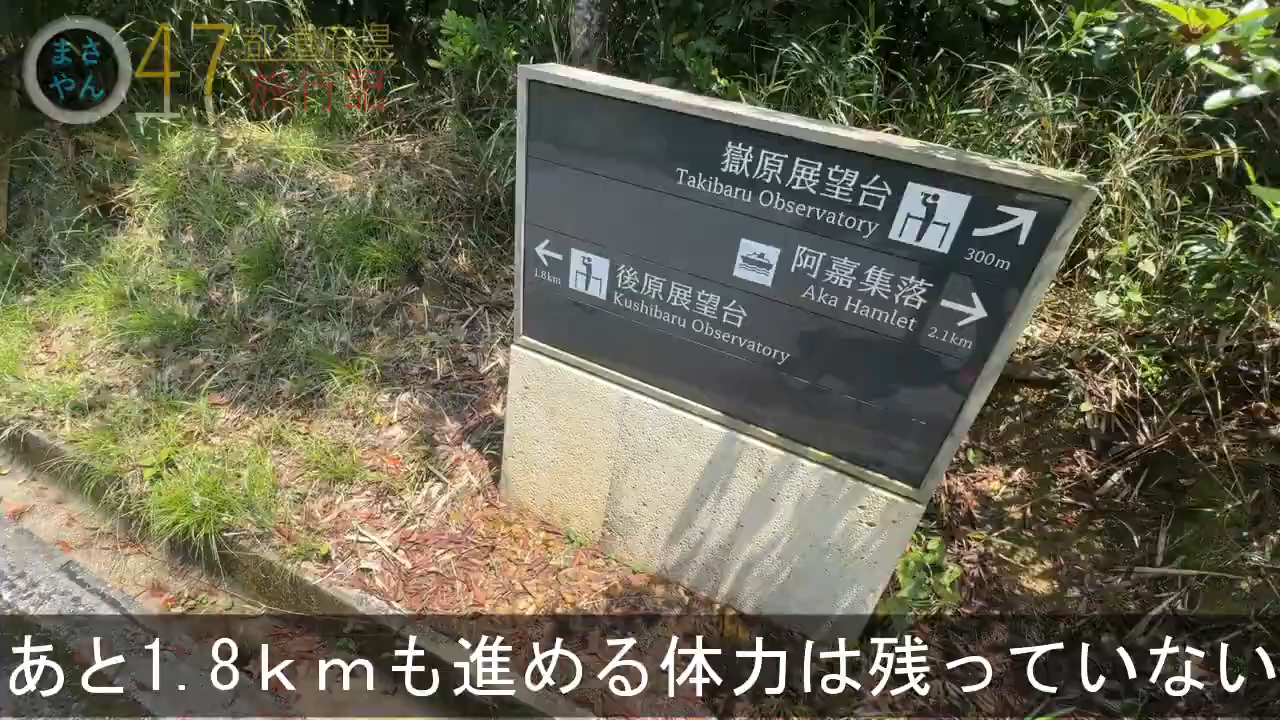 まさ
やん
47
都道府県
旅行記
嶽原展望台
Takibaru Observatory
300m
阿嘉集落
Aka Hamlet
2.1km
1.8km
後原展望台
Kushibaru Observatory
あと1.8kmも進める体力は残っていない